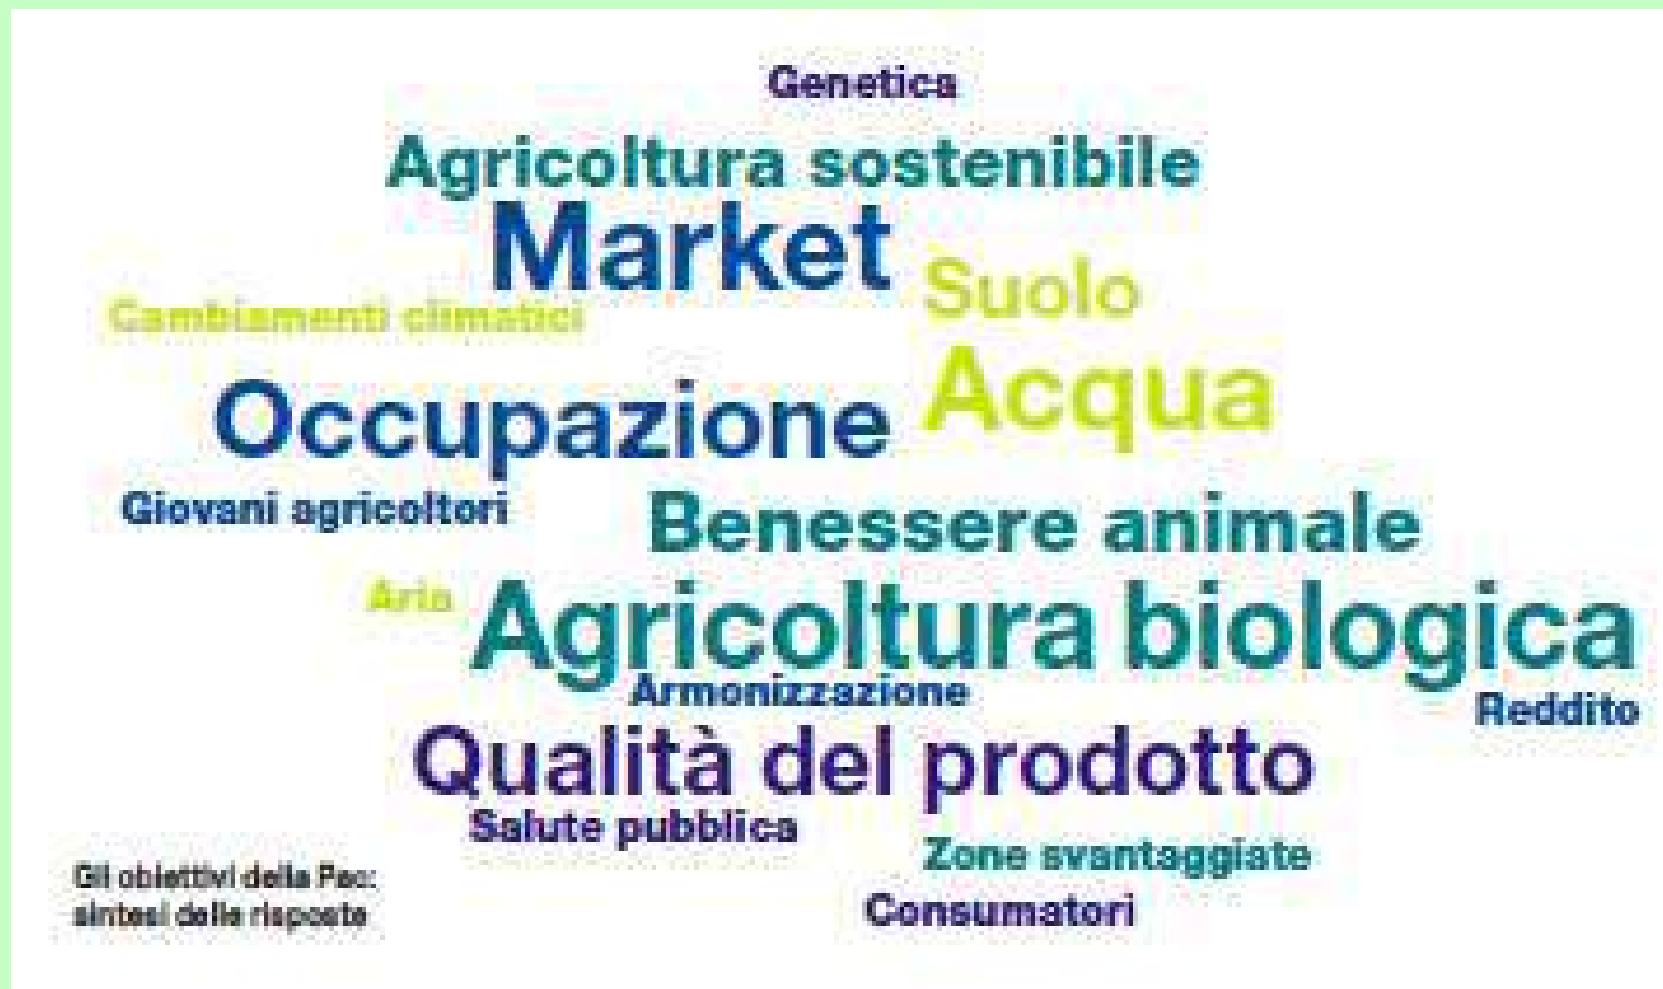 Genetica
Agricoltura sostenibile
Market
Suolo
Cambiamenti climatici
Acqua
Occupazione
Giovani agricoltori
Benessere animale
Aria
Agricoltura biologica
Armonizzazione
Reddito
Qualità del prodotto
Salute pubblica
Zone svantaggiate
Gli obiettivi della Pac:
sintesi delle risposte
Consumatori